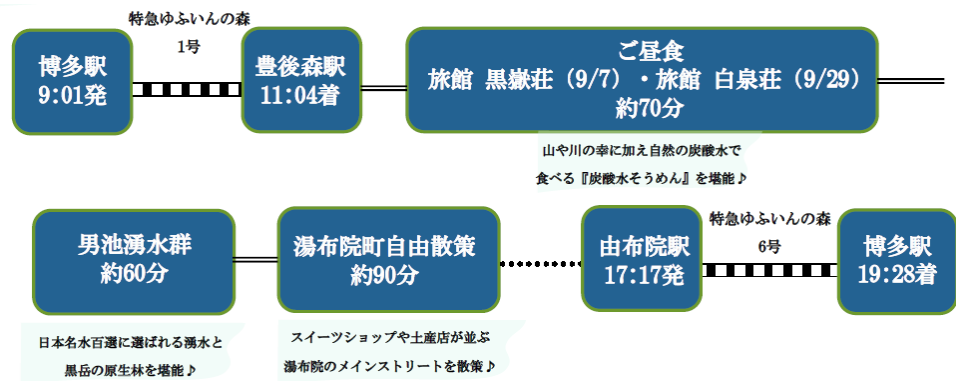 特急ゆふいんの森
1号
博多駅
9:01発
豊後森駅
11:04着
ご昼食
旅館 黒嶽荘（9/7）・旅館 白泉荘（9/29）
約70分
山や川の幸に加え自然の炭酸水で
食べる『炭酸水そうめん』を堪能♪
男池湧水群
約60分
湯布院町自由散策
約90分
由布院駅
17:17発
特急ゆふいんの森
6号
博多駅
19:28着
日本名水百選に選ばれる湧水と
黒岳の原生林を堪能♪
スイーツショップや土産店が並ぶ
湯布院のメインストリートを散策♪